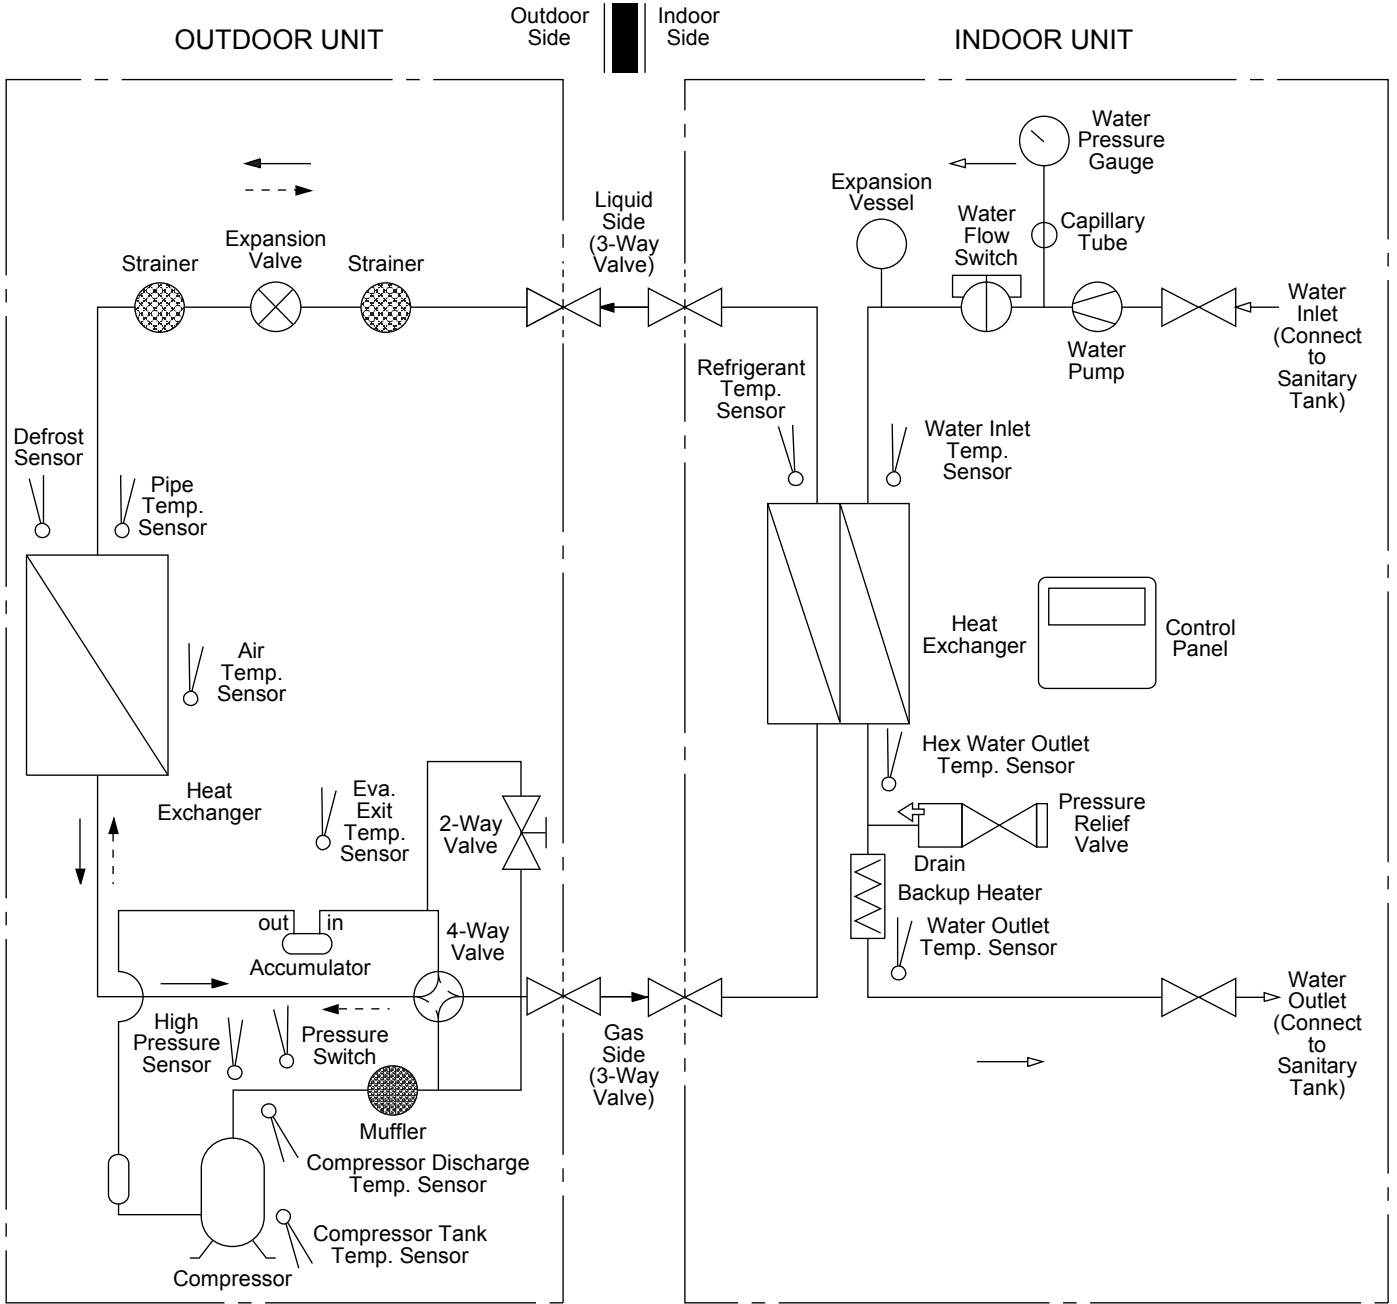 OUTDOOR UNIT
Outdoor
Side
Indoor
Side
INDOOR UNIT
Strainer
Expansion
Valve
Strainer
Liquid
Side
(3-Way
Valve)
Expansion
Vessel
Water
Flow
Switch
Water
Pressure
Gauge
Capillary
Tube
Water
Pump
Water
Inlet
(Connect
to
Sanitary
Tank)
Refrigerant
Temp.
Sensor
Water Inlet
Temp.
Sensor
Defrost
Sensor
Pipe
Temp.
Sensor
Air
Temp.
Sensor
Heat
Exchanger
Heat
Exchanger
Control
Panel
Eva.
Exit
Temp.
Sensor
2-Way
Valve
Hex Water Outlet
Temp. Sensor
Pressure
Relief
Valve
Drain
Backup Heater
Water Outlet
Temp. Sensor
out
in
Accumulator
4-Way
Valve
High
Pressure
Sensor
Pressure
Switch
Gas
Side
(3-Way
Valve)
Water
Outlet
(Connect
to
Sanitary
Tank)
Muffler
Compressor Discharge
Temp. Sensor
Compressor Tank
Temp. Sensor
Compressor